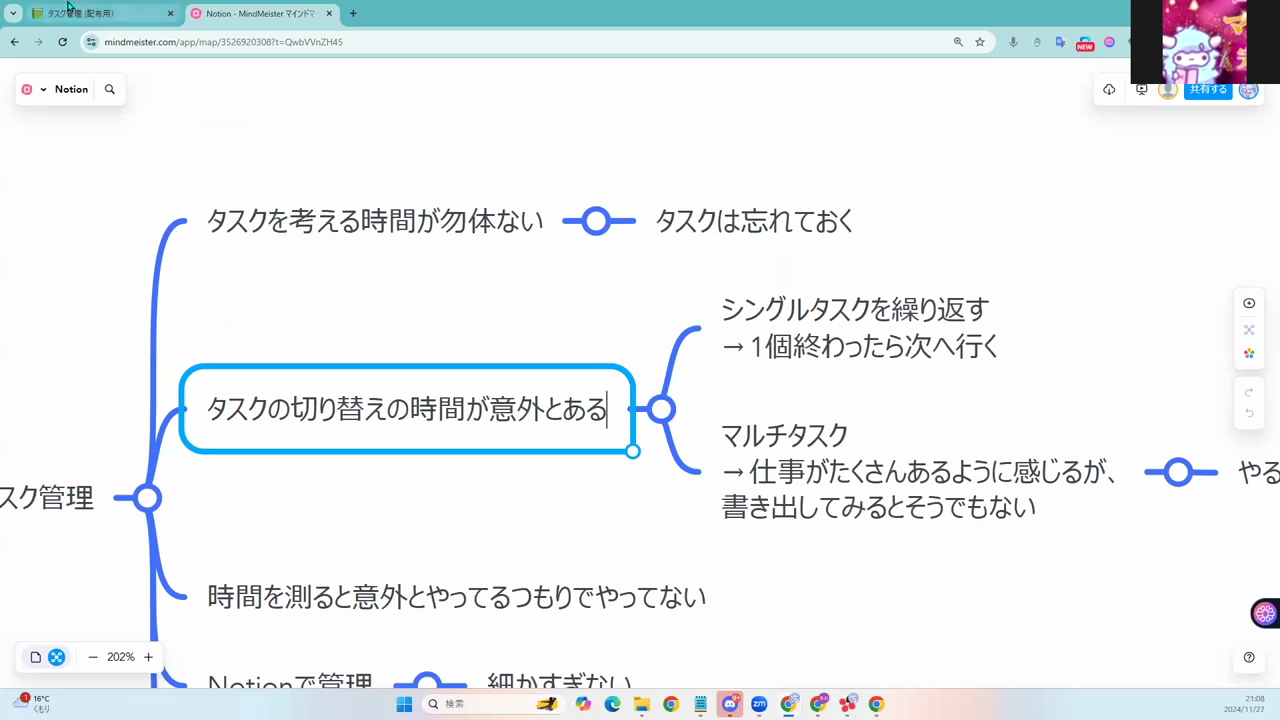 タスク管理 (配布用)
Notion - MindMeister マインドマ
mindmeister.com/app/map/3526920308?t=QwbVVnZH45
NEW
Notion
共有する
タスクを考える時間が勿体ない
タスクは忘れておく
シングルタスクを繰り返す
→ 1個終わったら次へ行く
タスクの切り替えの時間が意外とある
マルチタスク
→ 仕事がたくさんあるように感じるが、
書き出してみるとそうでもない
やる
スク管理
時間を測ると意外とやってるつもりでやってない
Notionで管理
細かすぎない
202%
1
16°C
くもり
検索
21:08
2024/11/27